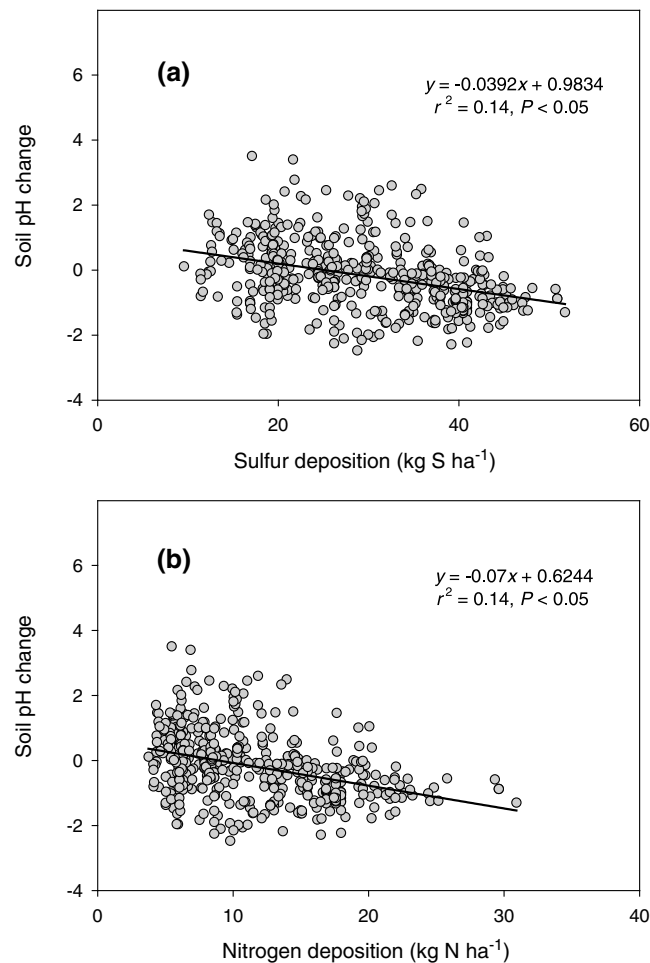 (a)
y = -0.0392x + 0.9834
r² = 0.14, P < 0.05
Soil pH change
6
4
2
0
-2
-4
0
20
40
60
Sulfur deposition (kg S ha⁻¹)
(b)
y = -0.07x + 0.6244
r² = 0.14, P < 0.05
Soil pH change
6
4
2
0
-2
-4
0
10
20
30
40
Nitrogen deposition (kg N ha⁻¹)